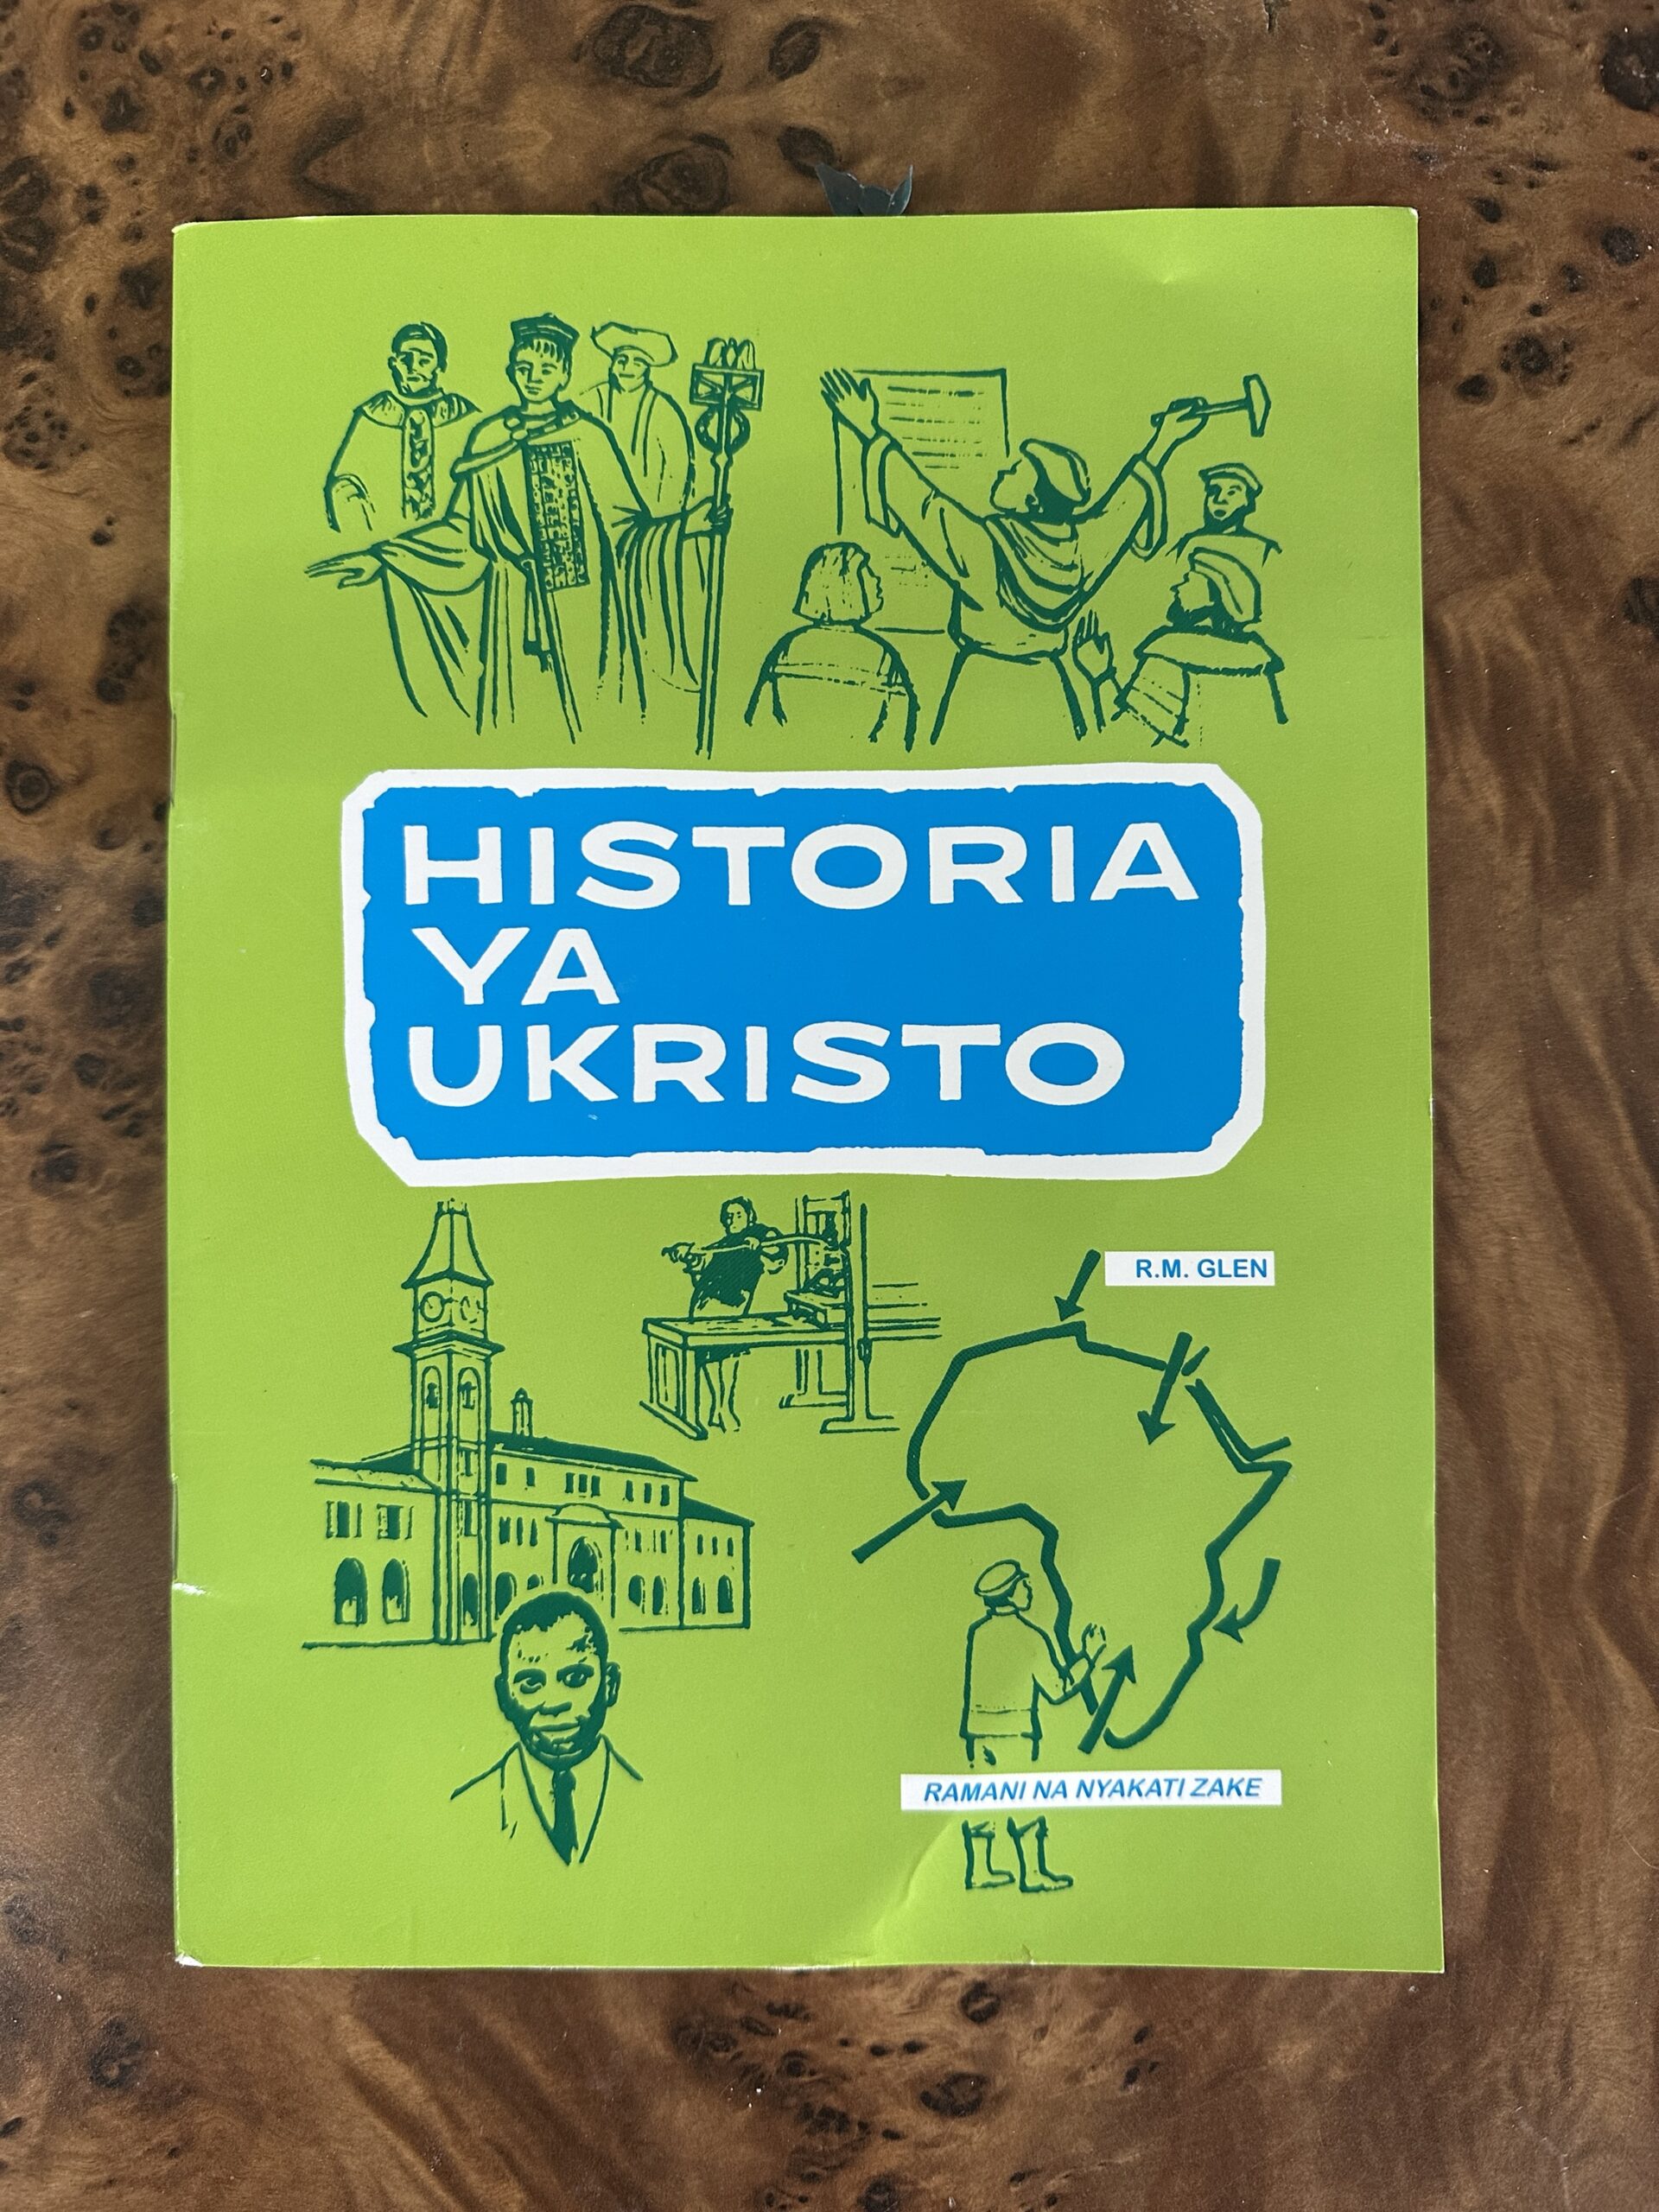 HISTORIA
YA
UKRISTO
R.M. GLEN
RAMANI NA NYAKATI ZAKE